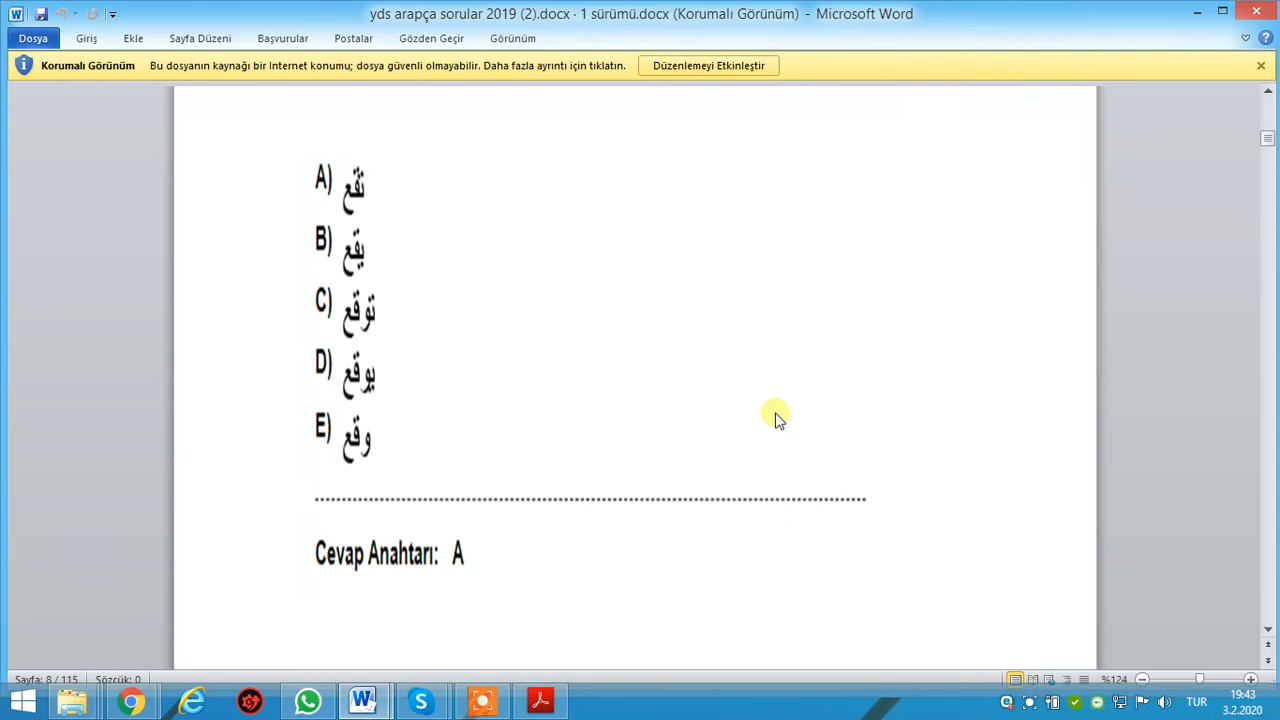 yds arapça sorular 2019 (2).docx · 1 sürümü.docx (Korumalı Görünüm) - Microsoft Word
Dosya Giriş Ekle Sayfa Düzeni Başvurular Postalar Gözden Geçir Görünüm
Korumalı Görünüm Bu dosyanın kaynağı bir Internet konumu; dosya güvenli olmayabilir. Daha fazla ayrıntı için tıklatın. Düzenlemeyi Etkinleştir
A) تقع
B) يقع
C) توقع
D) يوقع
E) وقع
Cevap Anahtarı: A
Sayfa: 8 / 115 Sözcük: 0 %124
TUR 19:43
3.2.2020